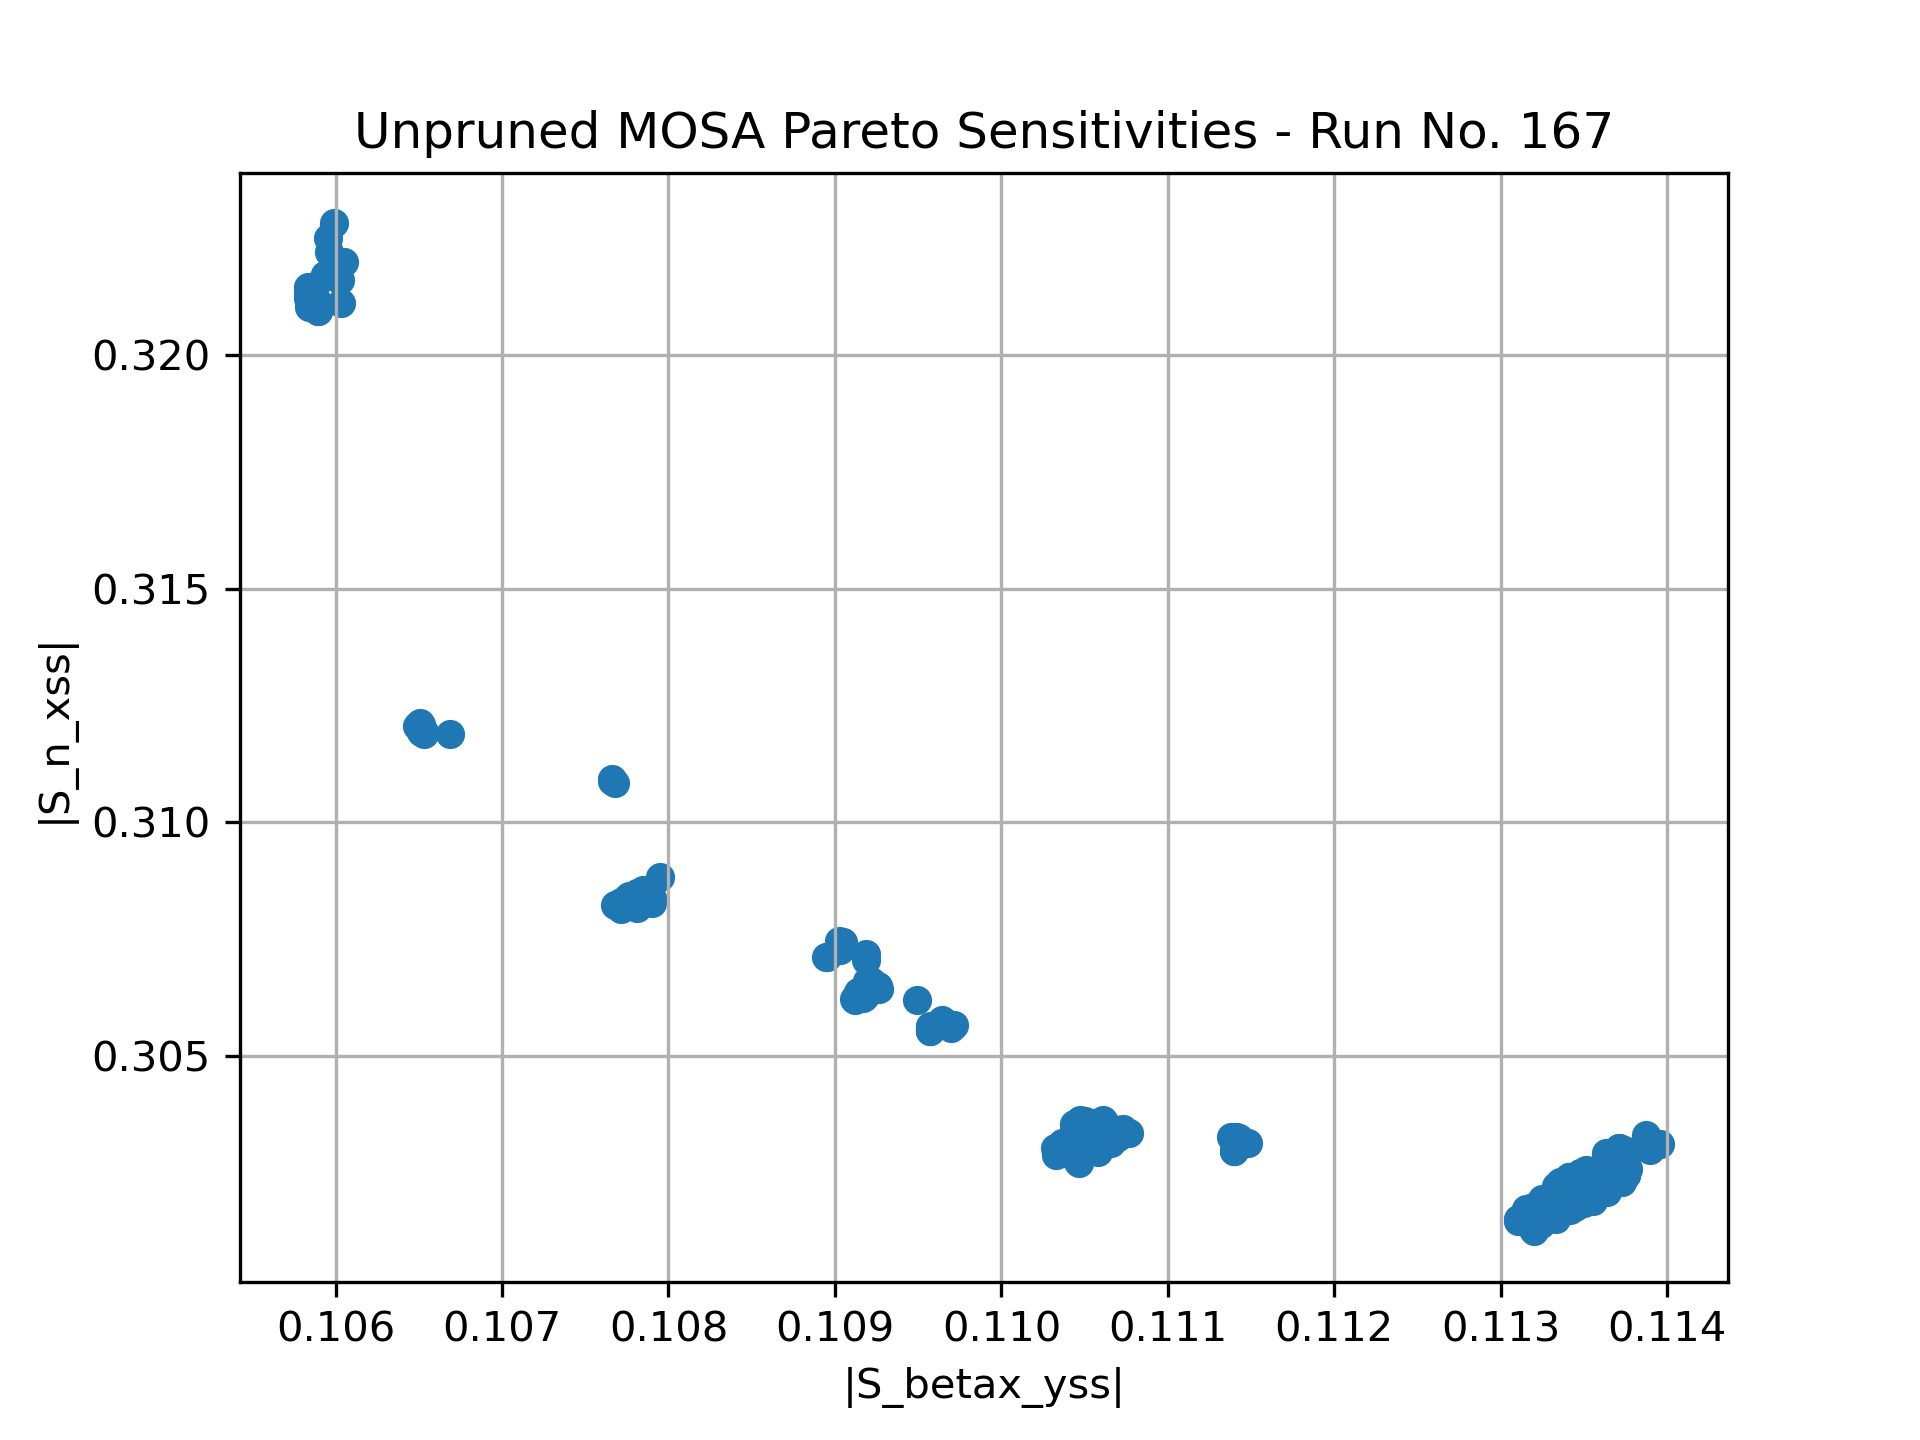 Unpruned MOSA Pareto Sensitivities - Run No. 167
|S_n_xss|
0.320
0.315
0.310
0.305
0.106 0.107 0.108 0.109 0.110 0.111 0.112 0.113 0.114
|S_betax_yss|